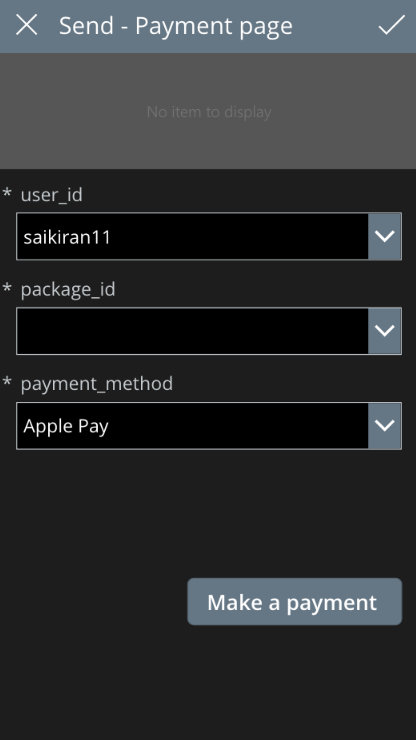 Send - Payment page
No item to display
* user_id
saikiran11
* package_id
* payment_method
Apple Pay
Make a payment